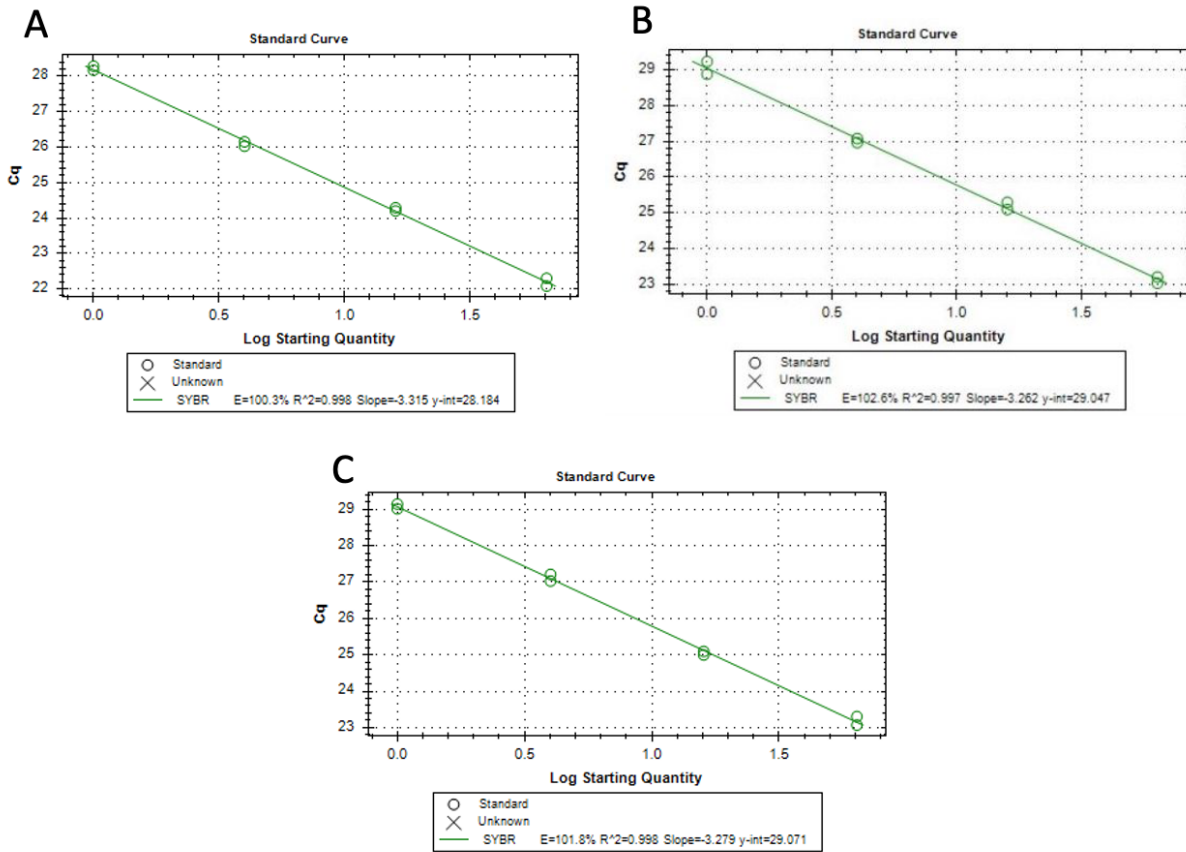 A
Standard Curve
28
27
26
25
24
23
22
Cq
0.0 0.5 1.0 1.5
Log Starting Quantity
Standard
Unknown
SYBR E=100.3% R^2=0.998 Slope=-3.315 y-int=28.184
B
Standard Curve
29
28
27
26
25
24
23
Cq
0.0 0.5 1.0 1.5
Log Starting Quantity
Standard
Unknown
SYBR E=102.6% R^2=0.997 Slope=-3.262 y-int=29.047
C
Standard Curve
29
28
27
26
25
24
23
Cq
0.0 0.5 1.0 1.5
Log Starting Quantity
Standard
Unknown
SYBR E=101.8% R^2=0.998 Slope=-3.279 y-int=29.071